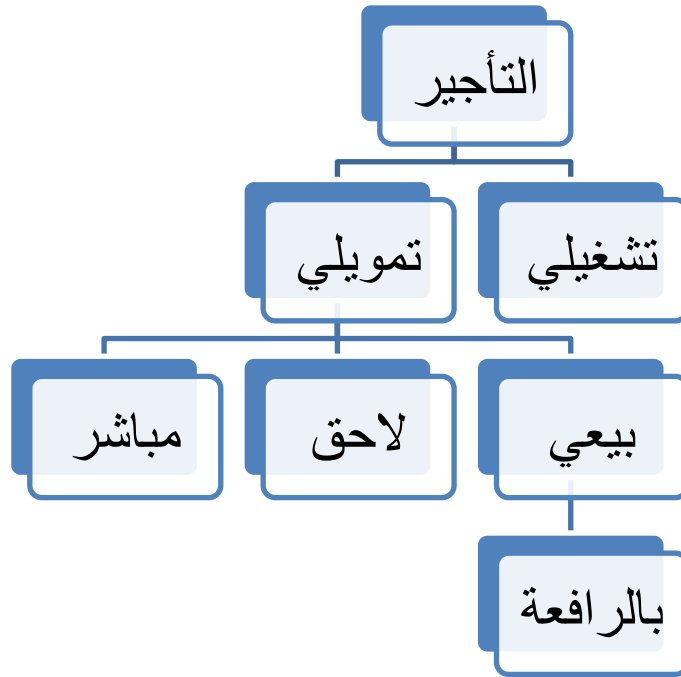 التأجير
تشغيلي
تمويلي
بيعي
لاحق
مباشر
بالرافعة